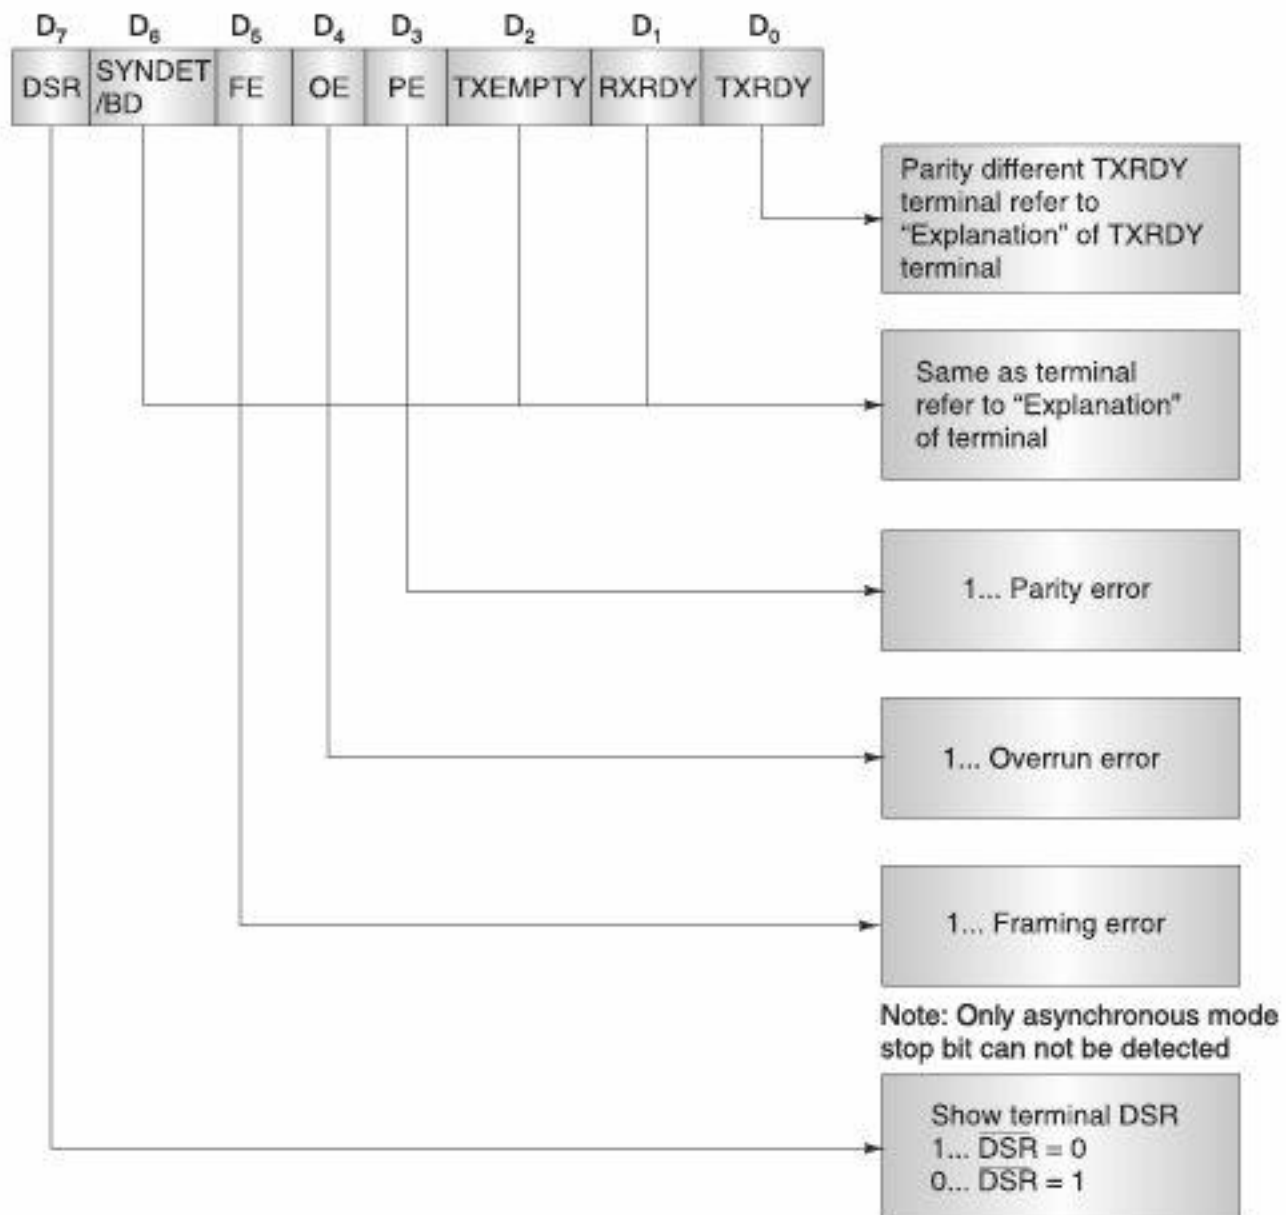 D₇ D₆ D₅ D₄ D₃ D₂ D₁ D₀
DSR SYNDET/BD FE OE PE TXEMPTY RXRDY TXRDY
Parity different TXRDY
terminal refer to
“Explanation” of TXRDY
terminal
Same as terminal
refer to “Explanation”
of terminal
1... Parity error
1... Overrun error
1... Framing error
Note: Only asynchronous mode
stop bit can not be detected
Show terminal DSR
1... D̅S̅R̅ = 0
0... D̅S̅R̅ = 1